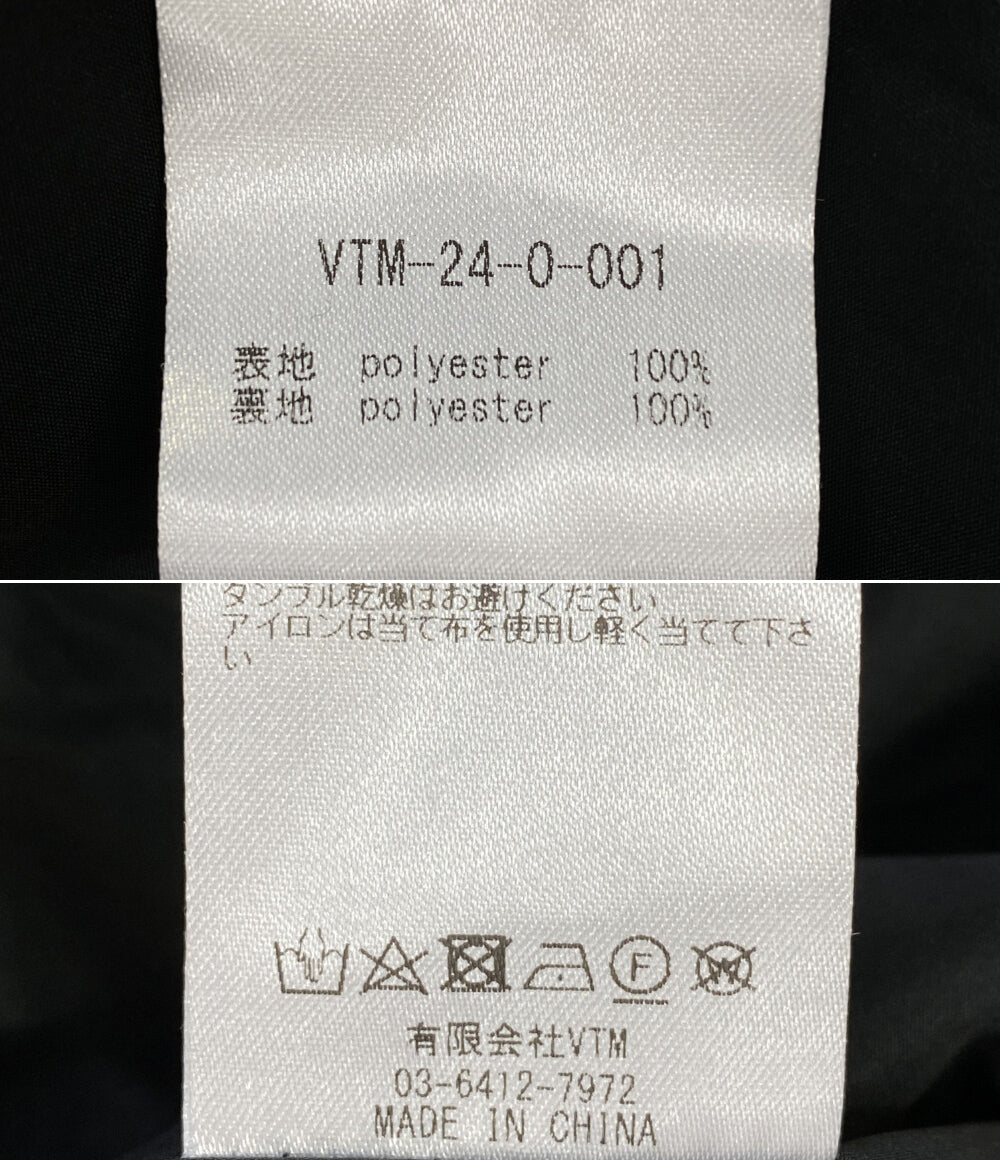 VTM-24-0-001
表地 polyester 100%
裏地 polyester 100%
タンブル乾燥はお避けください
アイロンは当て布を使用し軽く当てて下さ
い
F
W
有限会社VTM
03-6412-7972
MADE IN CHINA